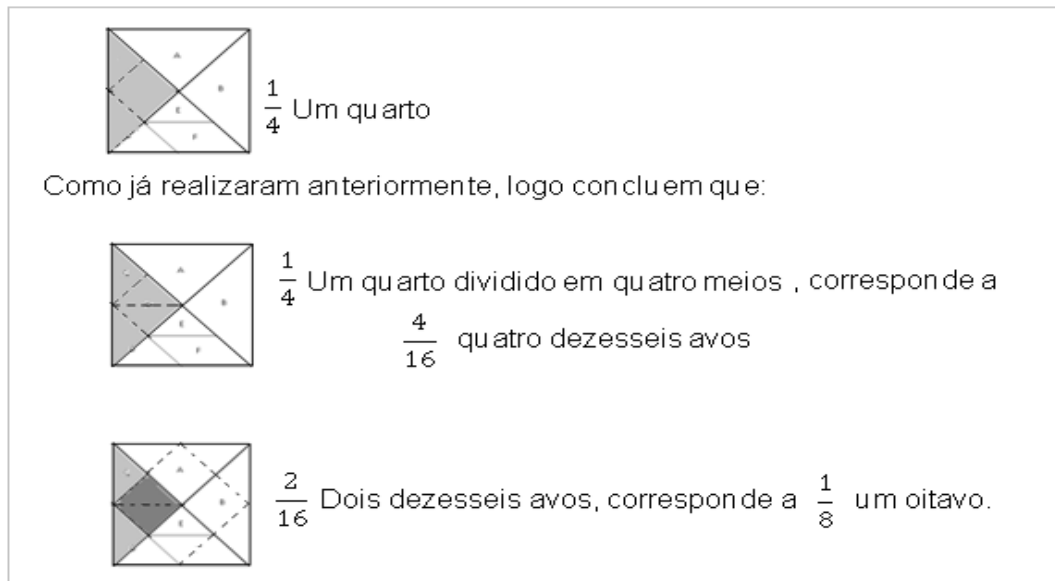 A
B
E
F
1/4 Um quarto
Como já realizaram anteriormente, logo concluem que:
A
B
E
F
1/4 Um quarto dividido em quatro meios , corresponde a
4/16 quatro dezesseis avos
A
B
E
2/16 Dois dezesseis avos, corresponde a 1/8 um oitavo.